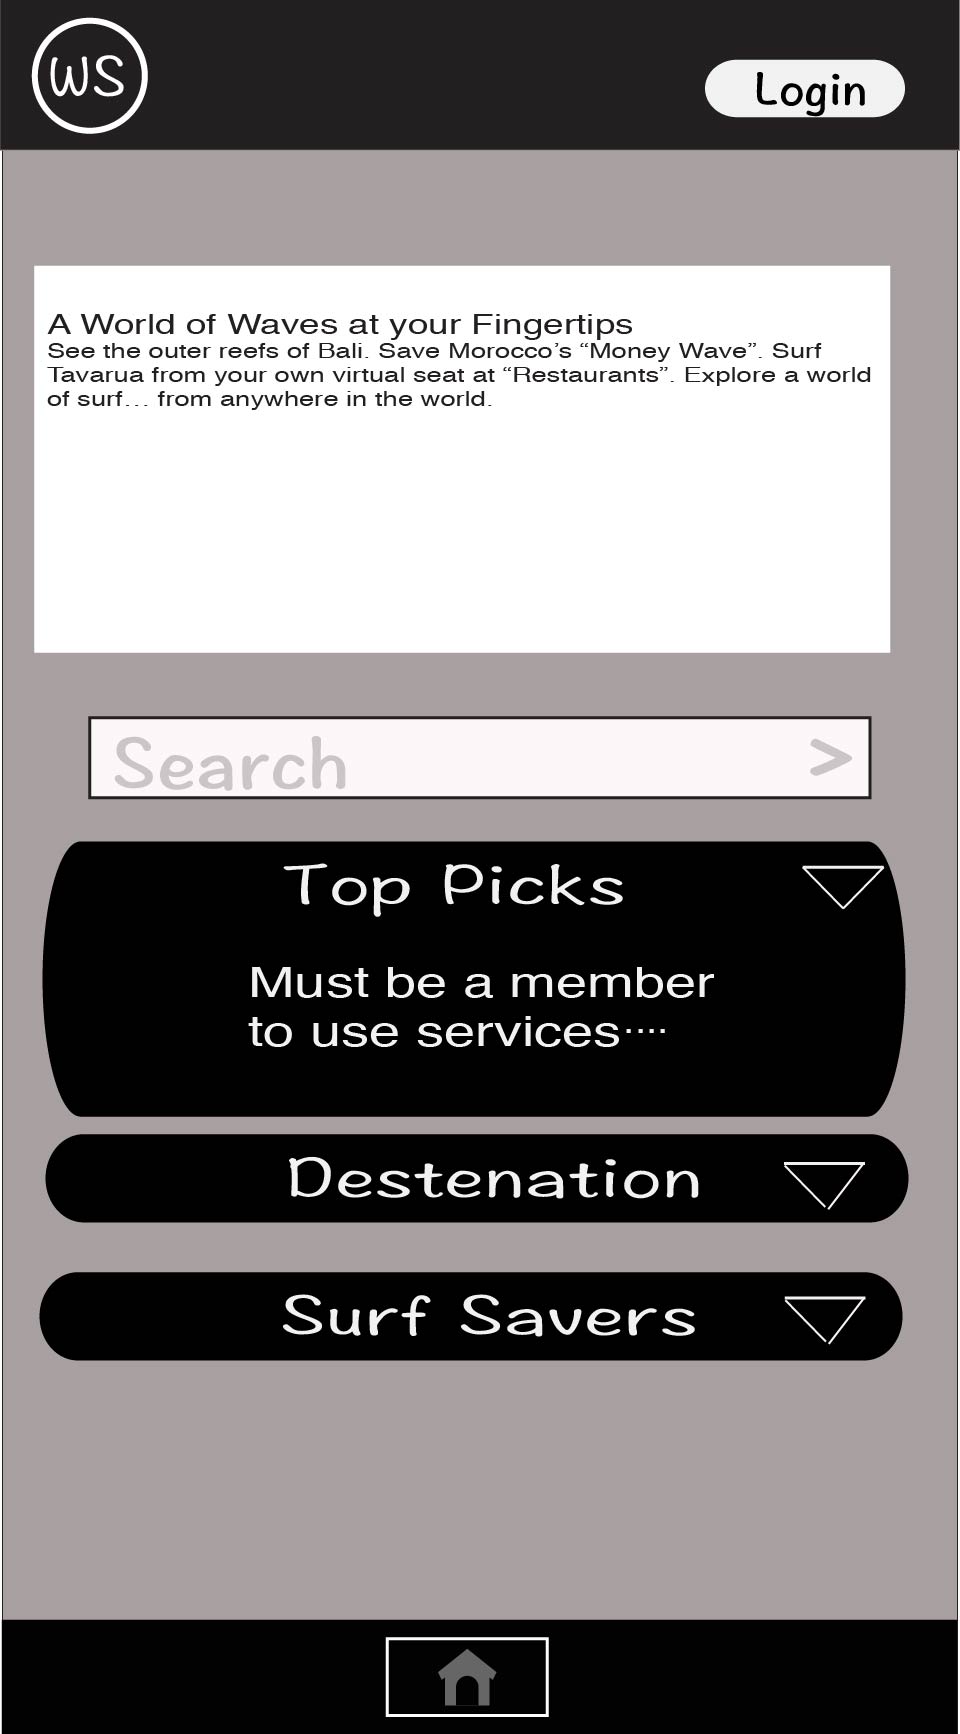 WS
Login
A World of Waves at your Fingertips
See the outer reefs of Bali. Save Morocco’s “Money Wave”. Surf
Tavarua from your own virtual seat at “Restaurants”. Explore a world
of surf... from anywhere in the world.
Search >
Top Picks
Must be a member
to use services....
Destenation
Surf Savers